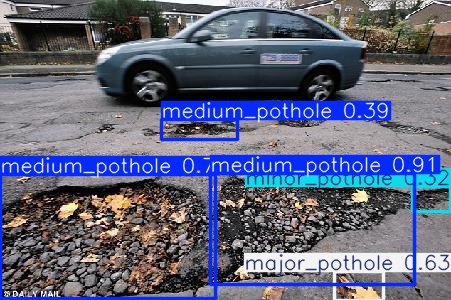 medium_pothole 0.39
medium_pothole 0.7
medium_pothole 0.91
minor_pothole 0.32
major_pothole 0.63
© DAILY MAIL